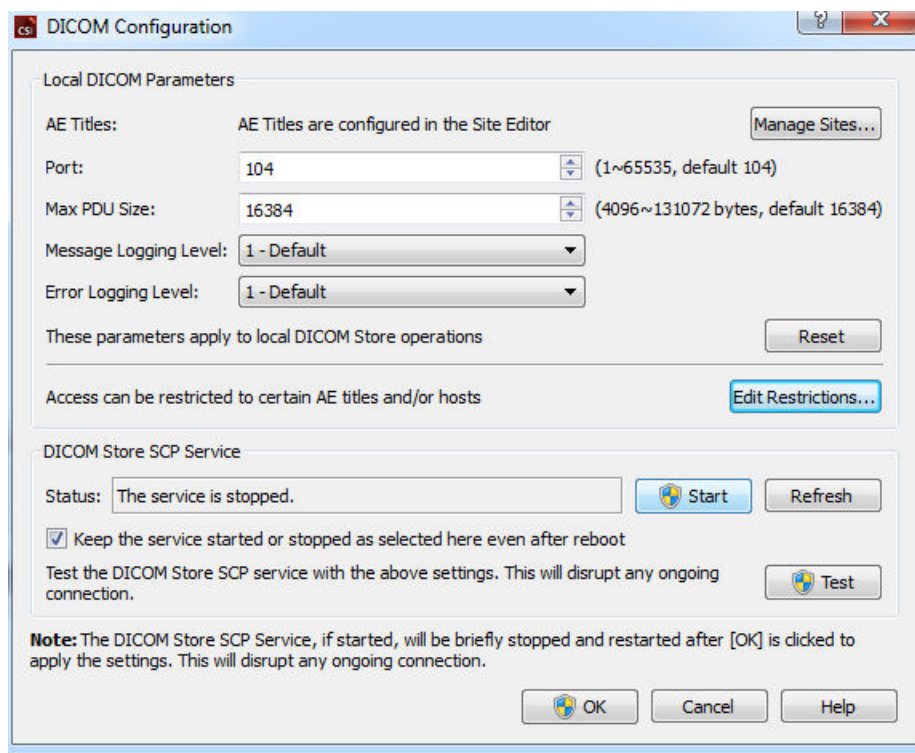 CSI DICOM Configuration
Local DICOM Parameters
AE Titles: AE Titles are configured in the Site Editor Manage Sites...
Port: 104 (1~65535, default 104)
Max PDU Size: 16384 (4096~131072 bytes, default 16384)
Message Logging Level: 1 - Default
Error Logging Level: 1 - Default
These parameters apply to local DICOM Store operations Reset
Access can be restricted to certain AE titles and/or hosts Edit Restrictions...
DICOM Store SCP Service
Status: The service is stopped. Start Refresh
Keep the service started or stopped as selected here even after reboot
Test the DICOM Store SCP service with the above settings. This will disrupt any ongoing
connection. Test
Note: The DICOM Store SCP Service, if started, will be briefly stopped and restarted after [OK] is clicked to
apply the settings. This will disrupt any ongoing connection.
OK Cancel Help